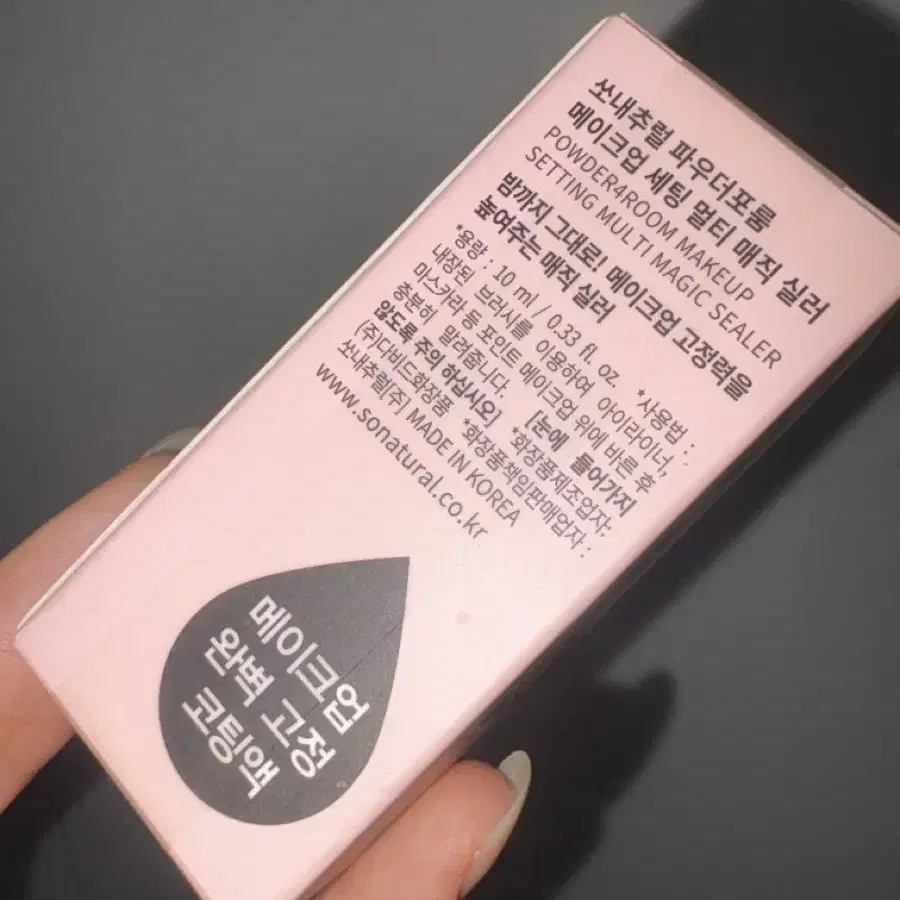 쏘내추럴 파우더포룸
메이크업 세팅 멀티 매직 실러
POWDER4ROOM MAKEUP
SETTING MULTI MAGIC SEALER
밤까지 그대로! 메이크업 고정력을
높여주는 매직 실러
*용량 : 10 ml / 0.33 fl. oz. *사용법 :
내장된 브러시를 이용하여 아이라이너,
마스카라 등 포인트 메이크업 위에 바른 후
충분히 말려줍니다. [눈에 들어가지
않도록 주의 하십시오] *화장품제조업자:
(주)다비드화장품 *화장품책임판매업자 :
쏘내추럴[주] MADE IN KOREA
www.sonatural.co.kr
메이크업
완벽 고정
코팅액